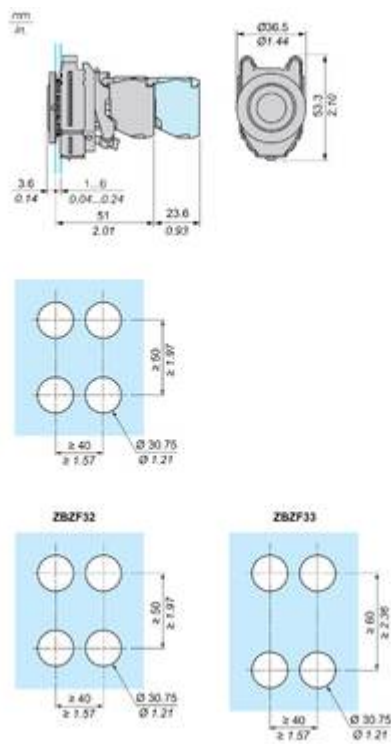 mm
in.
Ø36.5
Ø1.44
53.3
2.10
3.6
0.14
1...6
0.04...0.24
51
2.01
23.6
0.93
≥ 50
≥ 1.97
≥ 40
≥ 1.57
Ø 30.75
Ø 1.21
ZBZF32
ZBZF33
≥ 50
≥ 1.97
≥ 60
≥ 2.36
≥ 40
≥ 1.57
Ø 30.75
Ø 1.21
≥ 40
≥ 1.57
Ø 30.75
Ø 1.21